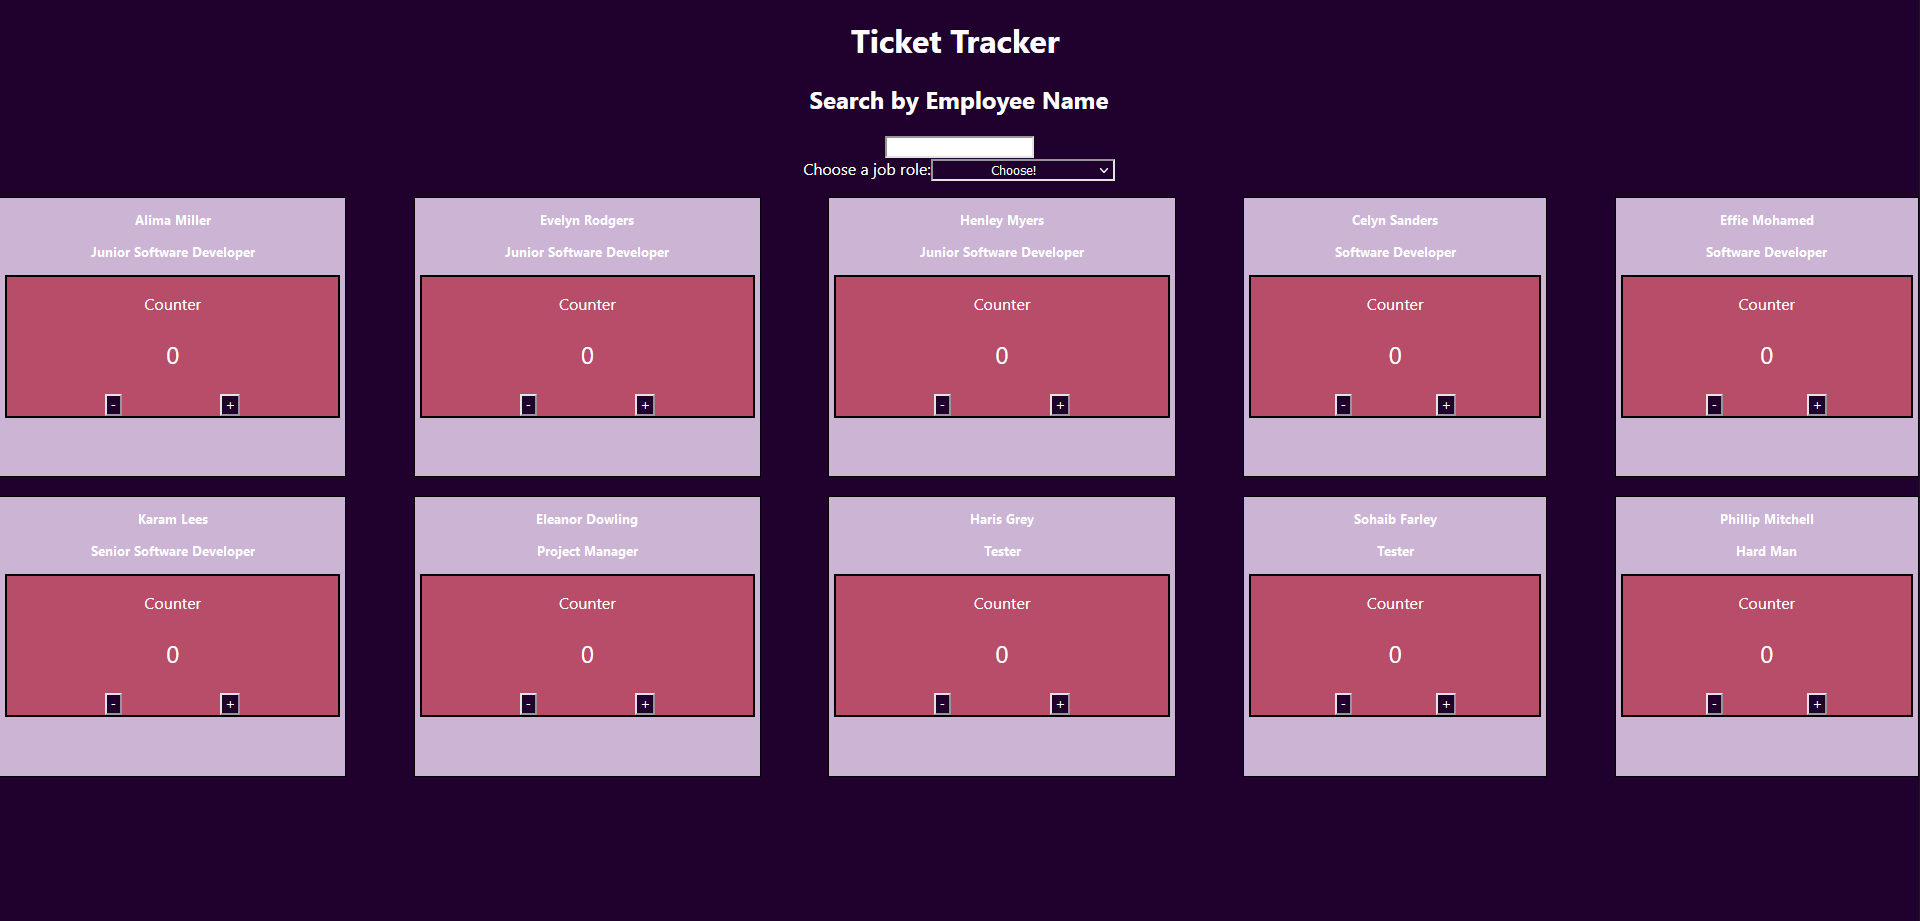 Ticket Tracker
Search by Employee Name
Choose a job role: Choose!
Alima Miller
Junior Software Developer
Counter
0
- +
Evelyn Rodgers
Junior Software Developer
Counter
0
- +
Henley Myers
Junior Software Developer
Counter
0
- +
Celyn Sanders
Software Developer
Counter
0
- +
Effie Mohamed
Software Developer
Counter
0
- +
Karam Lees
Senior Software Developer
Counter
0
- +
Eleanor Dowling
Project Manager
Counter
0
- +
Haris Grey
Tester
Counter
0
- +
Sohaib Farley
Tester
Counter
0
- +
Phillip Mitchell
Hard Man
Counter
0
- +